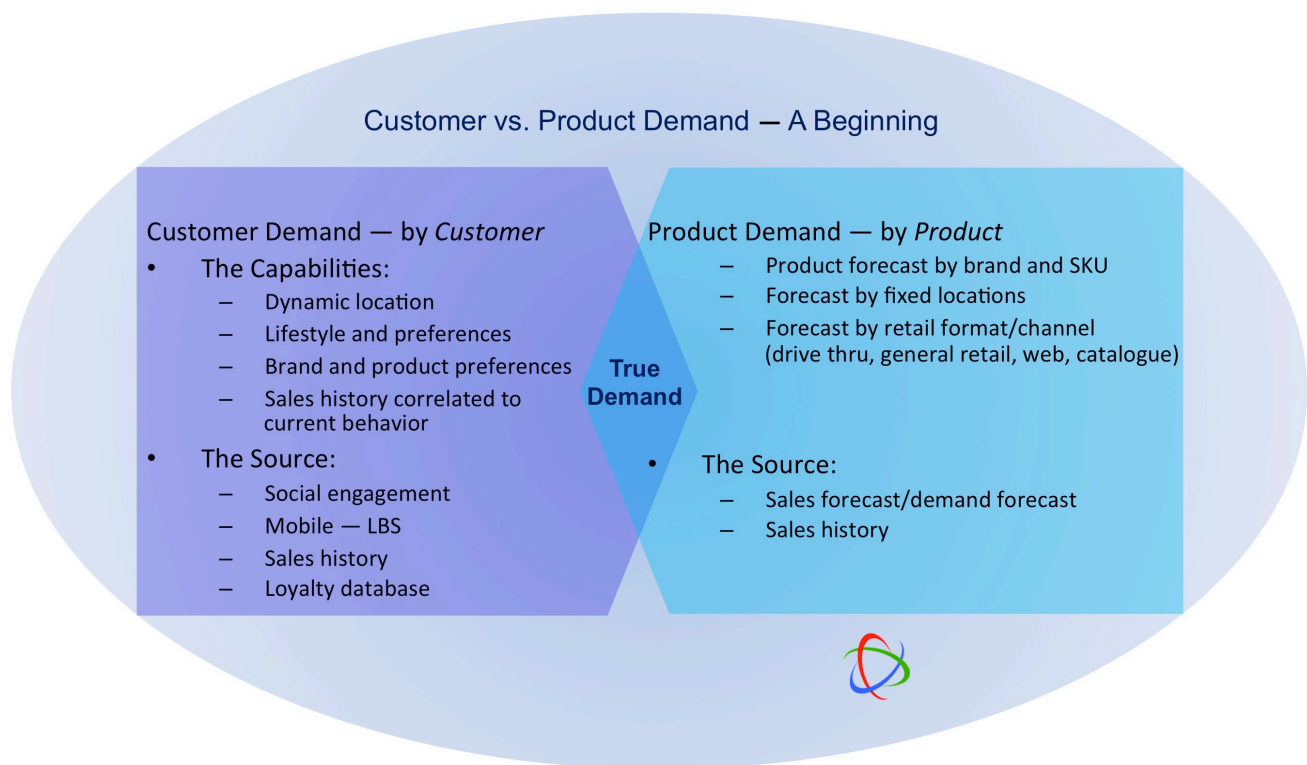 Customer vs. Product Demand — A Beginning
Customer Demand — by Customer
• The Capabilities:
– Dynamic location
– Lifestyle and preferences
– Brand and product preferences
– Sales history correlated to
current behavior
• The Source:
– Social engagement
– Mobile — LBS
– Sales history
– Loyalty database
True
Demand
Product Demand — by Product
– Product forecast by brand and SKU
– Forecast by fixed locations
– Forecast by retail format/channel
(drive thru, general retail, web, catalogue)
• The Source:
– Sales forecast/demand forecast
– Sales history